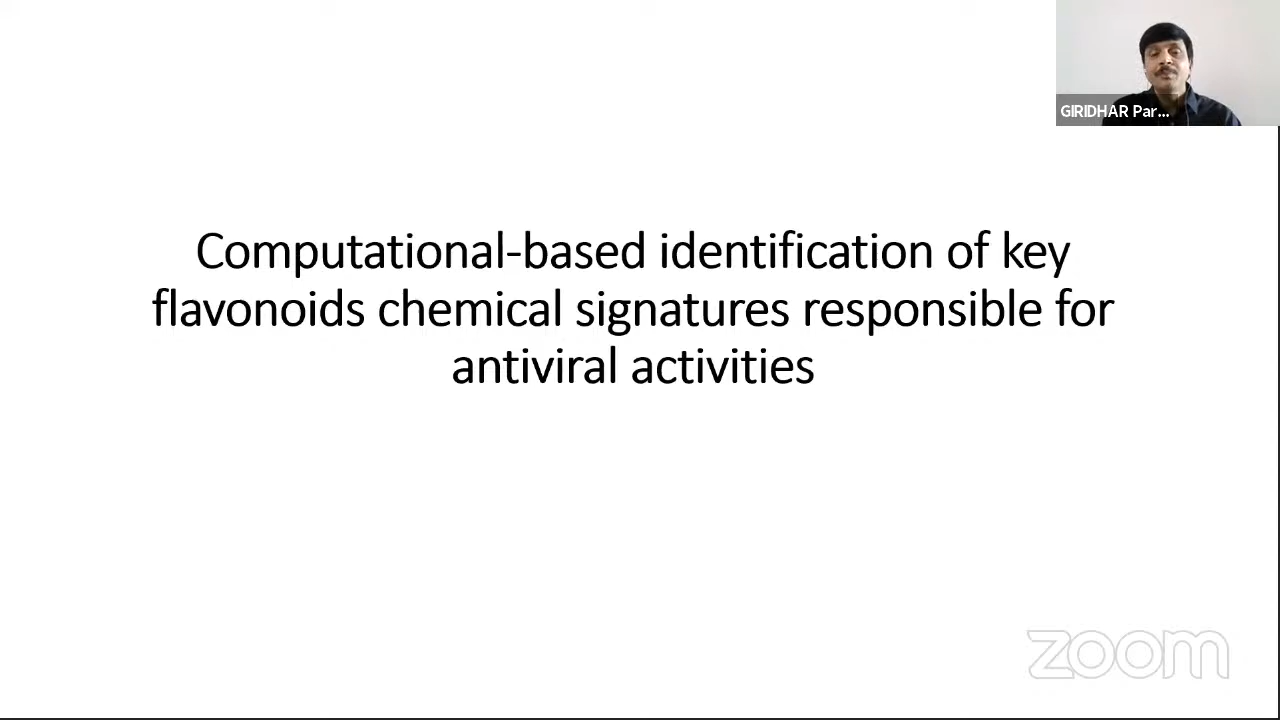 GIRIDHAR Par...
Computational-based identification of key
flavonoids chemical signatures responsible for
antiviral activities
zoom